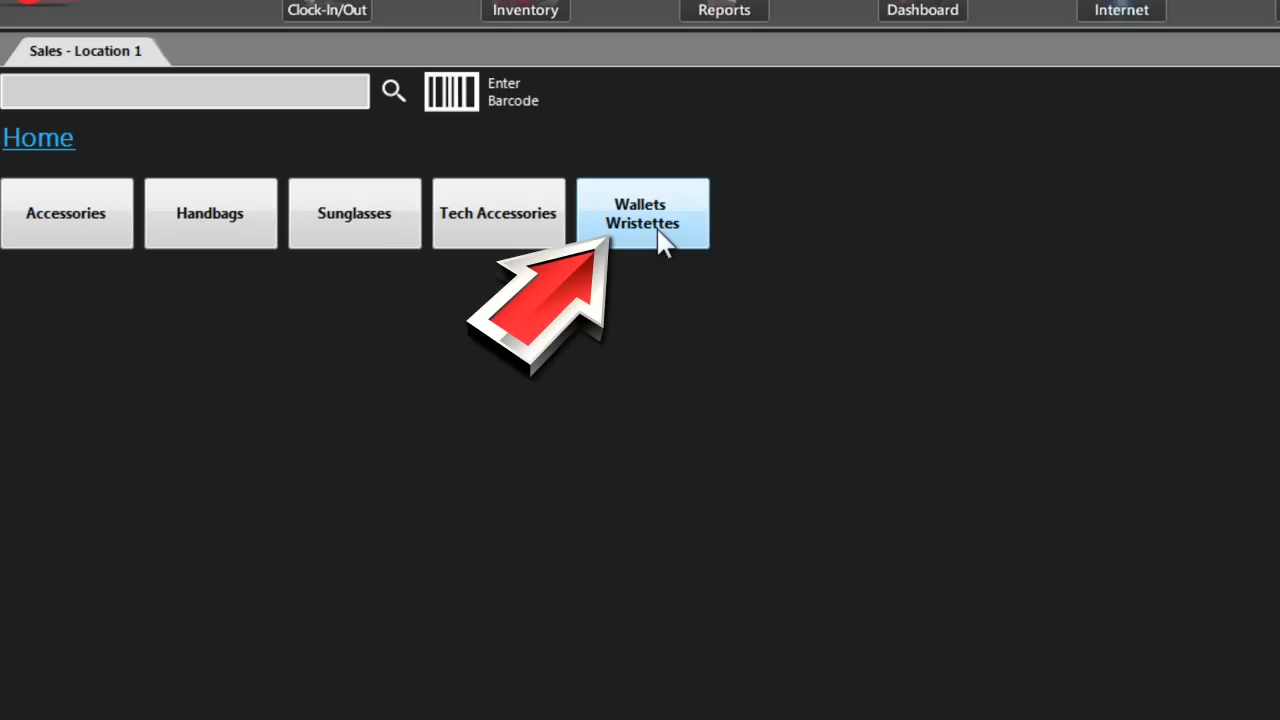 Clock-In/Out
Inventory
Reports
Dashboard
Internet
Sales - Location 1
Enter
Barcode
Home
Accessories
Handbags
Sunglasses
Tech Accessories
Wallets
Wristettes